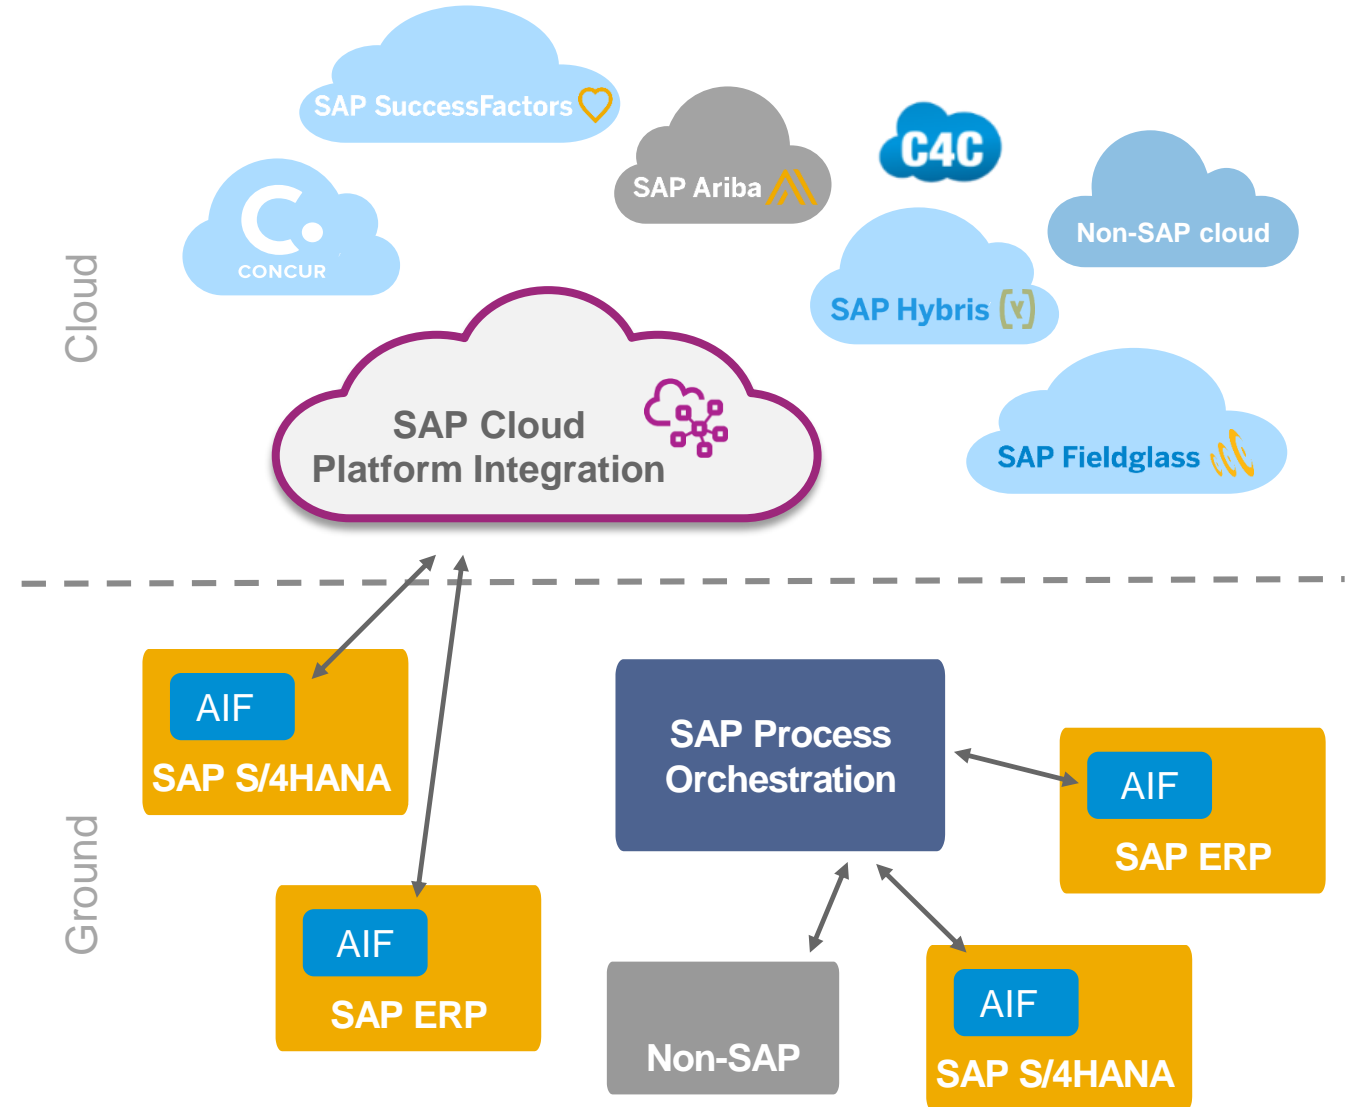 SAP SuccessFactors
SAP Ariba
C4C
CONCUR
Non-SAP cloud
SAP Hybris (y)
SAP Fieldglass
Cloud
SAP Cloud
Platform Integration
Ground
AIF
SAP S/4HANA
AIF
SAP ERP
SAP Process
Orchestration
AIF
SAP ERP
Non-SAP
AIF
SAP S/4HANA